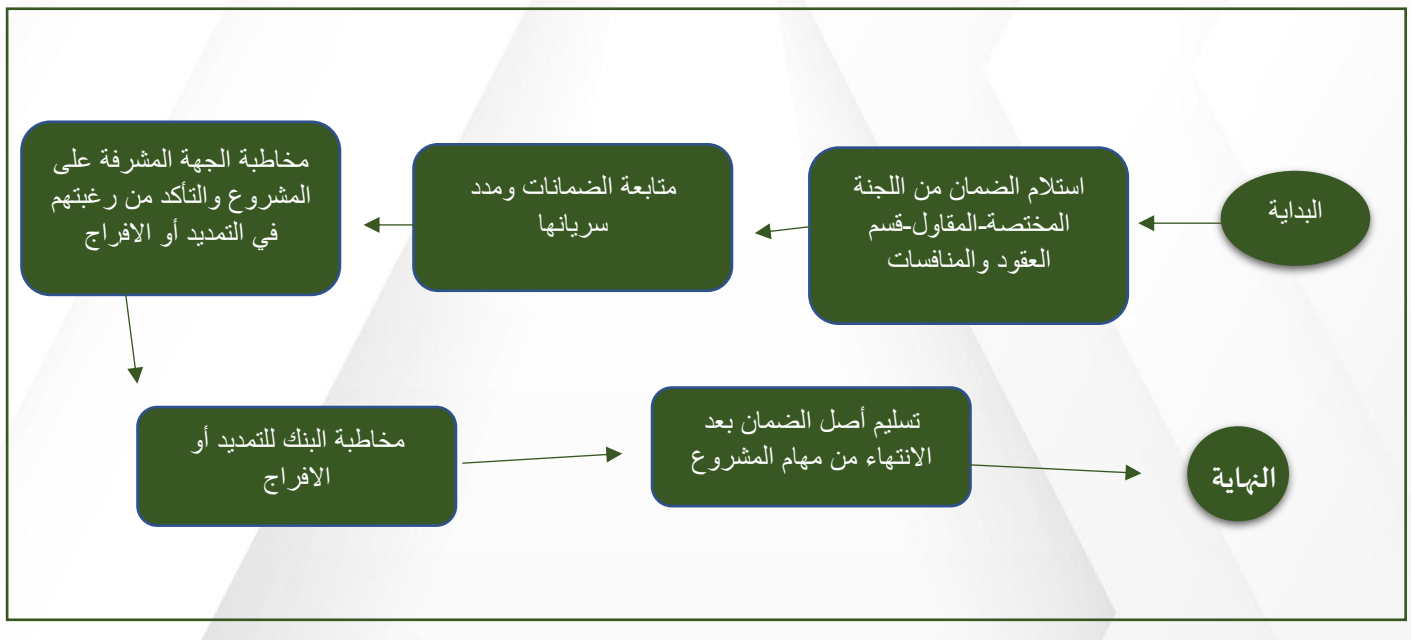 البداية
استلام الضمان من اللجنة
المختصة-المقاول-قسم
العقود والمنافسات
متابعة الضمانات ومدد
سريانها
مخاطبة الجهة المشرفة على
المشروع والتأكد من رغبتهم
في التمديد أو الافراج
مخاطبة البنك للتمديد أو
الافراج
تسليم أصل الضمان بعد
الانتهاء من مهام المشروع
النهاية